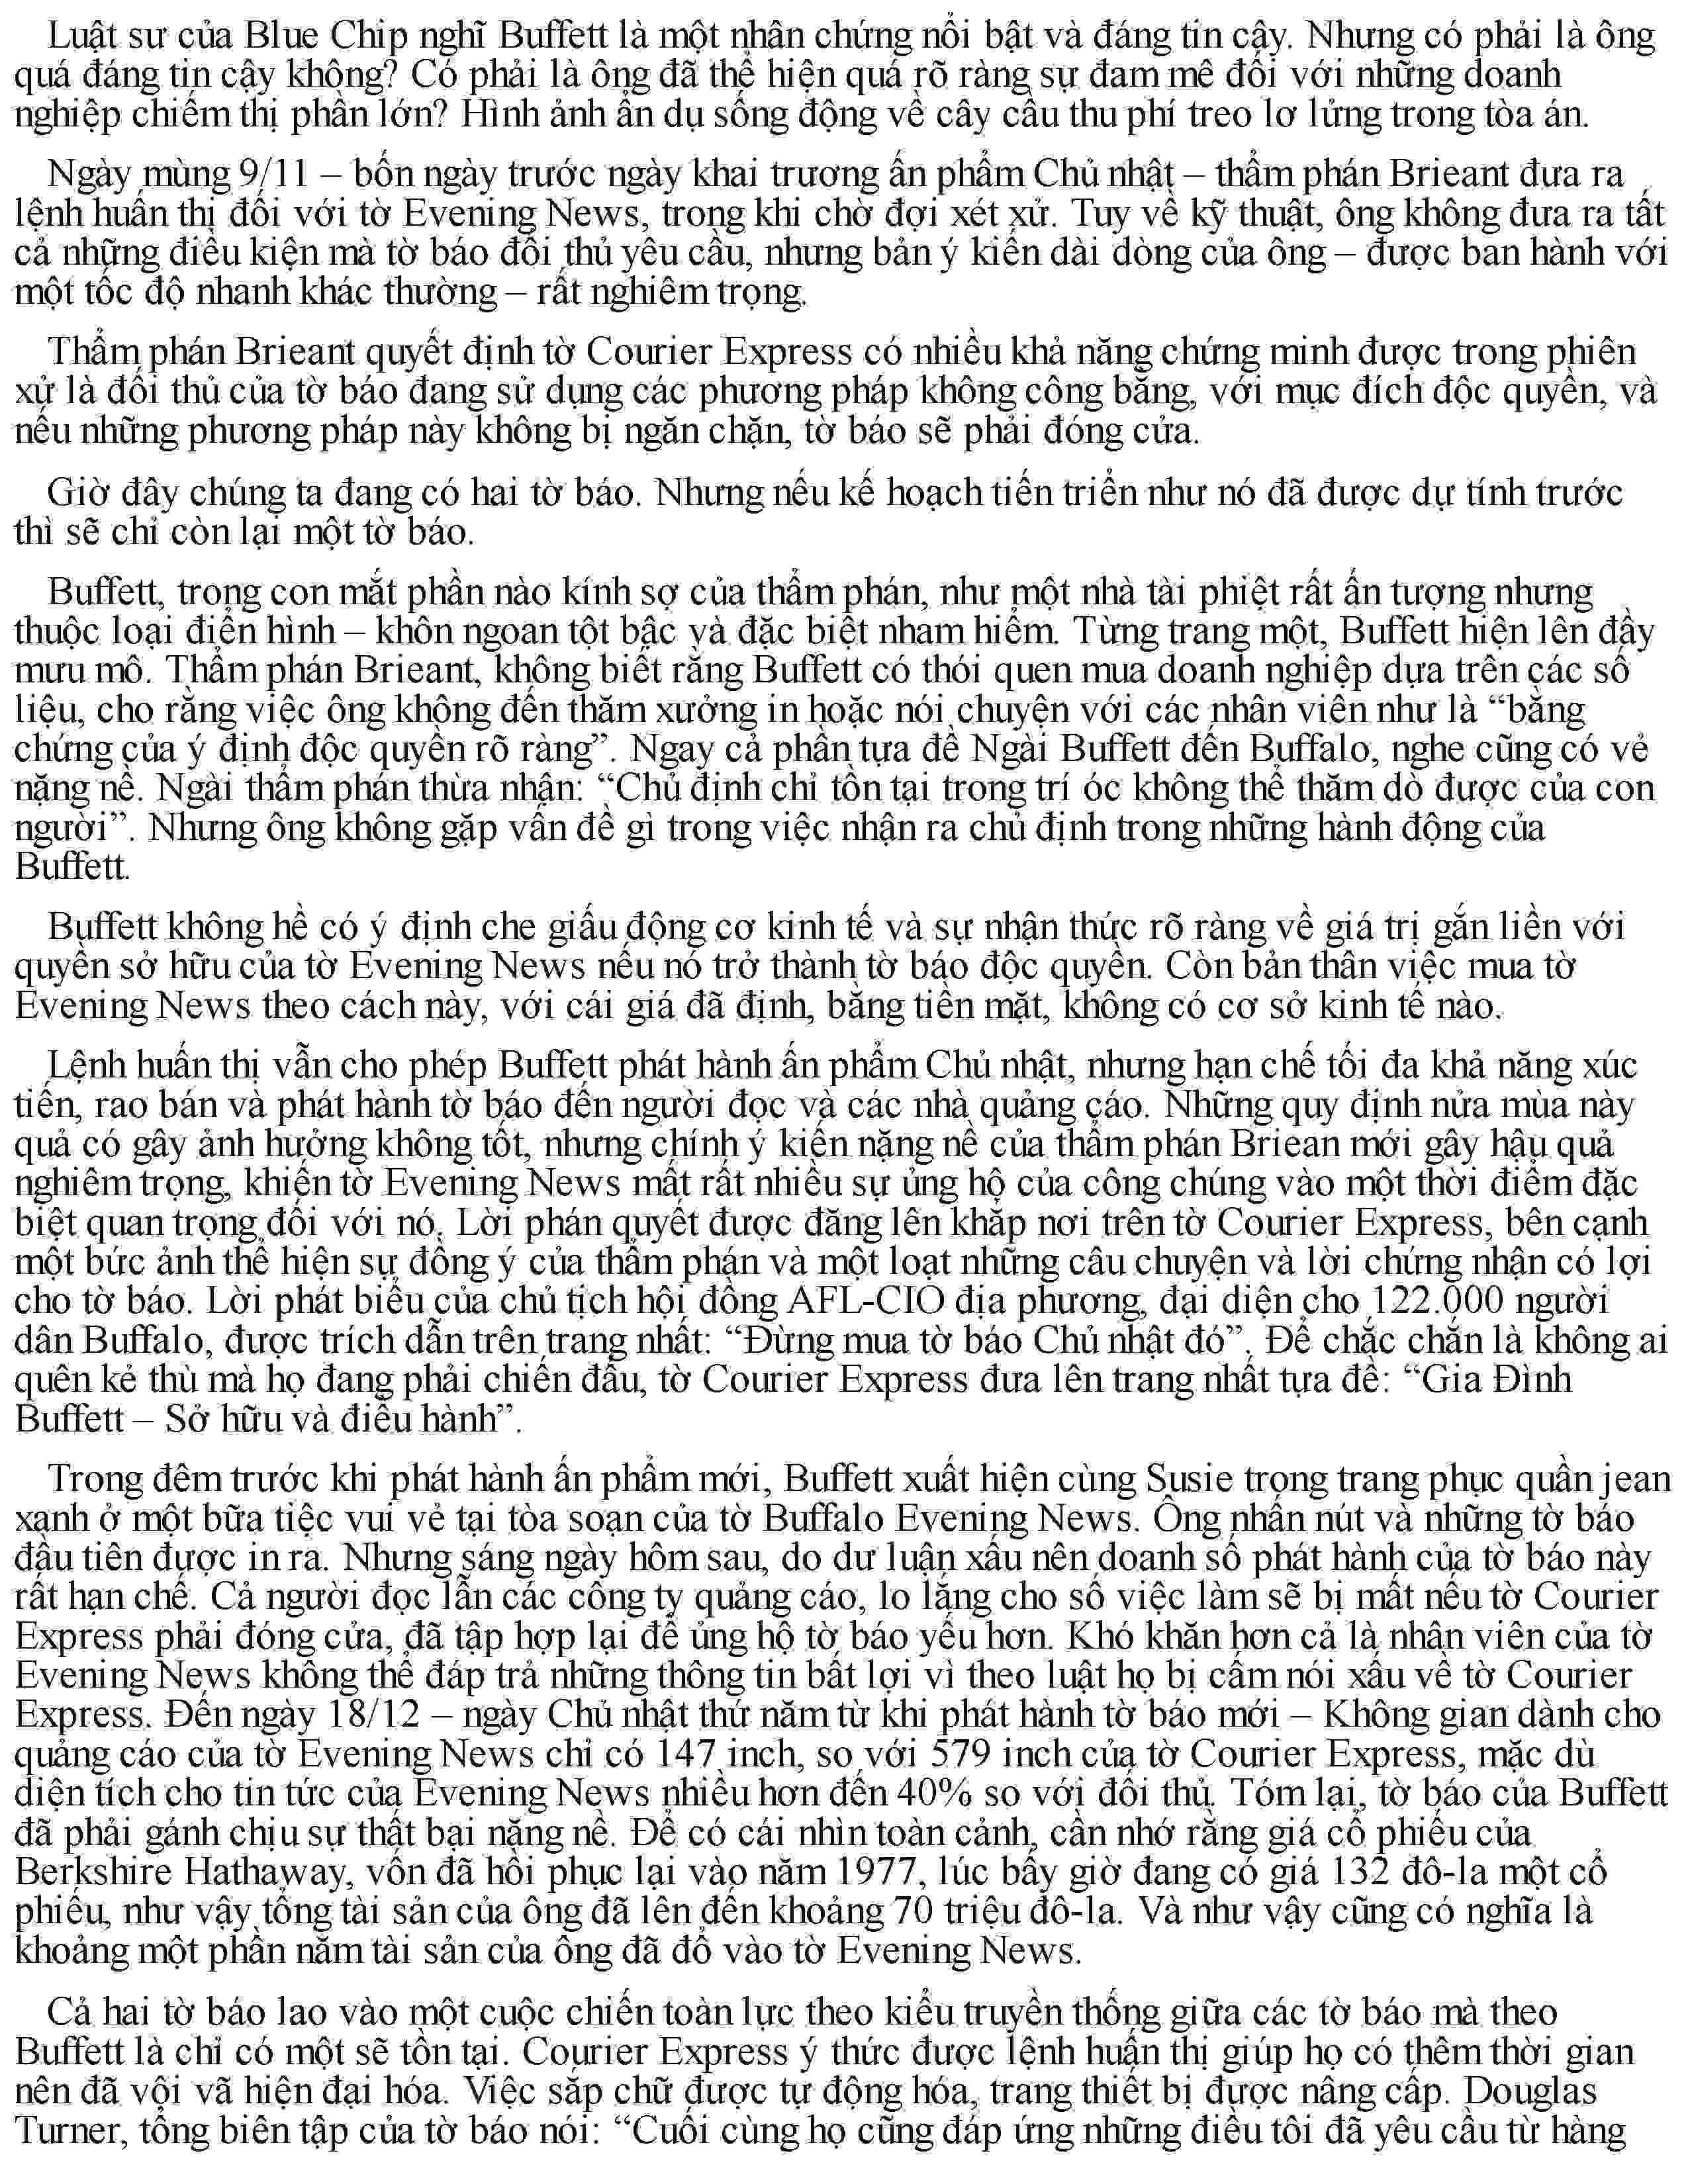 Luật sư của Blue Chip nghĩ Buffett là một nhân chứng nổi bật và đáng tin cậy. Nhưng có phải là ông
quá đáng tin cậy không? Có phải là ông đã thể hiện quá rõ ràng sự đam mê đối với những doanh
nghiệp chiếm thị phần lớn? Hình ảnh ẩn dụ sống động về cây cầu thu phí treo lơ lửng trong tòa án.
Ngày mùng 9/11 – bốn ngày trước ngày khai trương ấn phẩm Chủ nhật – thẩm phán Brieant đưa ra
lệnh huấn thị đối với tờ Evening News, trong khi chờ đợi xét xử. Tuy về kỹ thuật, ông không đưa ra tất
cả những điều kiện mà tờ báo đối thủ yêu cầu, nhưng bản ý kiến dài dòng của ông – được ban hành với
một tốc độ nhanh khác thường – rất nghiêm trọng.
Thẩm phán Brieant quyết định tờ Courier Express có nhiều khả năng chứng minh được trong phiên
xử là đối thủ của tờ báo đang sử dụng các phương pháp không công bằng, với mục đích độc quyền, và
nếu những phương pháp này không bị ngăn chặn, tờ báo sẽ phải đóng cửa.
Giờ đây chúng ta đang có hai tờ báo. Nhưng nếu kế hoạch tiến triển như nó đã được dự tính trước
thì sẽ chỉ còn lại một tờ báo.
Buffett, trong con mắt phần nào kính sợ của thẩm phán, như một nhà tài phiệt rất ấn tượng nhưng
thuộc loại điển hình – khôn ngoan tột bậc và đặc biệt nham hiểm. Từng trang một, Buffett hiện lên đầy
mưu mô. Thẩm phán Brieant, không biết rằng Buffett có thói quen mua doanh nghiệp dựa trên các số
liệu, cho rằng việc ông không đến thăm xưởng in hoặc nói chuyện với các nhân viên như là “bằng
chứng của ý định độc quyền rõ ràng”. Ngay cả phần tựa đề Ngài Buffett đến Buffalo, nghe cũng có vẻ
nặng nề. Ngài thẩm phán thừa nhận: “Chủ định chỉ tồn tại trong trí óc không thể thăm dò được của con
người”. Nhưng ông không gặp vấn đề gì trong việc nhận ra chủ định trong những hành động của
Buffett.
Buffett không hề có ý định che giấu động cơ kinh tế và sự nhận thức rõ ràng về giá trị gắn liền với
quyền sở hữu của tờ Evening News nếu nó trở thành tờ báo độc quyền. Còn bản thân việc mua tờ
Evening News theo cách này, với cái giá đã định, bằng tiền mặt, không có cơ sở kinh tế nào.
Lệnh huấn thị vẫn cho phép Buffett phát hành ấn phẩm Chủ nhật, nhưng hạn chế tối đa khả năng xúc
tiến, rao bán và phát hành tờ báo đến người đọc và các nhà quảng cáo. Những quy định nửa mùa này
quả có gây ảnh hưởng không tốt, nhưng chính ý kiến nặng nề của thẩm phán Briean mới gây hậu quả
nghiêm trọng, khiến tờ Evening News mất rất nhiều sự ủng hộ của công chúng vào một thời điểm đặc
biệt quan trọng đối với nó. Lời phán quyết được đăng lên khắp nơi trên tờ Courier Express, bên cạnh
một bức ảnh thể hiện sự đồng ý của thẩm phán và một loạt những câu chuyện và lời chứng nhận có lợi
cho tờ báo. Lời phát biểu của chủ tịch hội đồng AFL-CIO địa phương, đại diện cho 122.000 người
dân Buffalo, được trích dẫn trên trang nhất: “Đừng mua tờ báo Chủ nhật đó”. Để chắc chắn là không ai
quên kẻ thù mà họ đang phải chiến đấu, tờ Courier Express đưa lên trang nhất tựa đề: “Gia Đình
Buffett – Sở hữu và điều hành”.
Trong đêm trước khi phát hành ấn phẩm mới, Buffett xuất hiện cùng Susie trong trang phục quần jean
xanh ở một bữa tiệc vui vẻ tại tòa soạn của tờ Buffalo Evening News. Ông nhấn nút và những tờ báo
đầu tiên được in ra. Nhưng sáng ngày hôm sau, do dư luận xấu nên doanh số phát hành của tờ báo này
rất hạn chế. Cả người đọc lẫn các công ty quảng cáo, lo lắng cho số việc làm sẽ bị mất nếu tờ Courier
Express phải đóng cửa, đã tập hợp lại để ủng hộ tờ báo yếu hơn. Khó khăn hơn cả là nhân viên của tờ
Evening News không thể đáp trả những thông tin bất lợi vì theo luật họ bị cấm nói xấu về tờ Courier
Express. Đến ngày 18/12 – ngày Chủ nhật thứ năm từ khi phát hành tờ báo mới – Không gian dành cho
quảng cáo của tờ Evening News chỉ có 147 inch, so với 579 inch của tờ Courier Express, mặc dù
diện tích cho tin tức của Evening News nhiều hơn đến 40% so với đối thủ. Tóm lại, tờ báo của Buffett
đã phải gánh chịu sự thất bại nặng nề. Để có cái nhìn toàn cảnh, cần nhớ rằng giá cổ phiếu của
Berkshire Hathaway, vốn đã hồi phục lại vào năm 1977, lúc bấy giờ đang có giá 132 đô-la một cổ
phiếu, như vậy tổng tài sản của ông đã lên đến khoảng 70 triệu đô-la. Và như vậy cũng có nghĩa là
khoảng một phần năm tài sản của ông đã đổ vào tờ Evening News.
Cả hai tờ báo lao vào một cuộc chiến toàn lực theo kiểu truyền thống giữa các tờ báo mà theo
Buffett là chỉ có một sẽ tồn tại. Courier Express ý thức được lệnh huấn thị giúp họ có thêm thời gian
nên đã vội vã hiện đại hóa. Việc sắp chữ được tự động hóa, trang thiết bị được nâng cấp. Douglas
Turner, tổng biên tập của tờ báo nói: “Cuối cùng họ cũng đáp ứng những điều tôi đã yêu cầu từ hàng